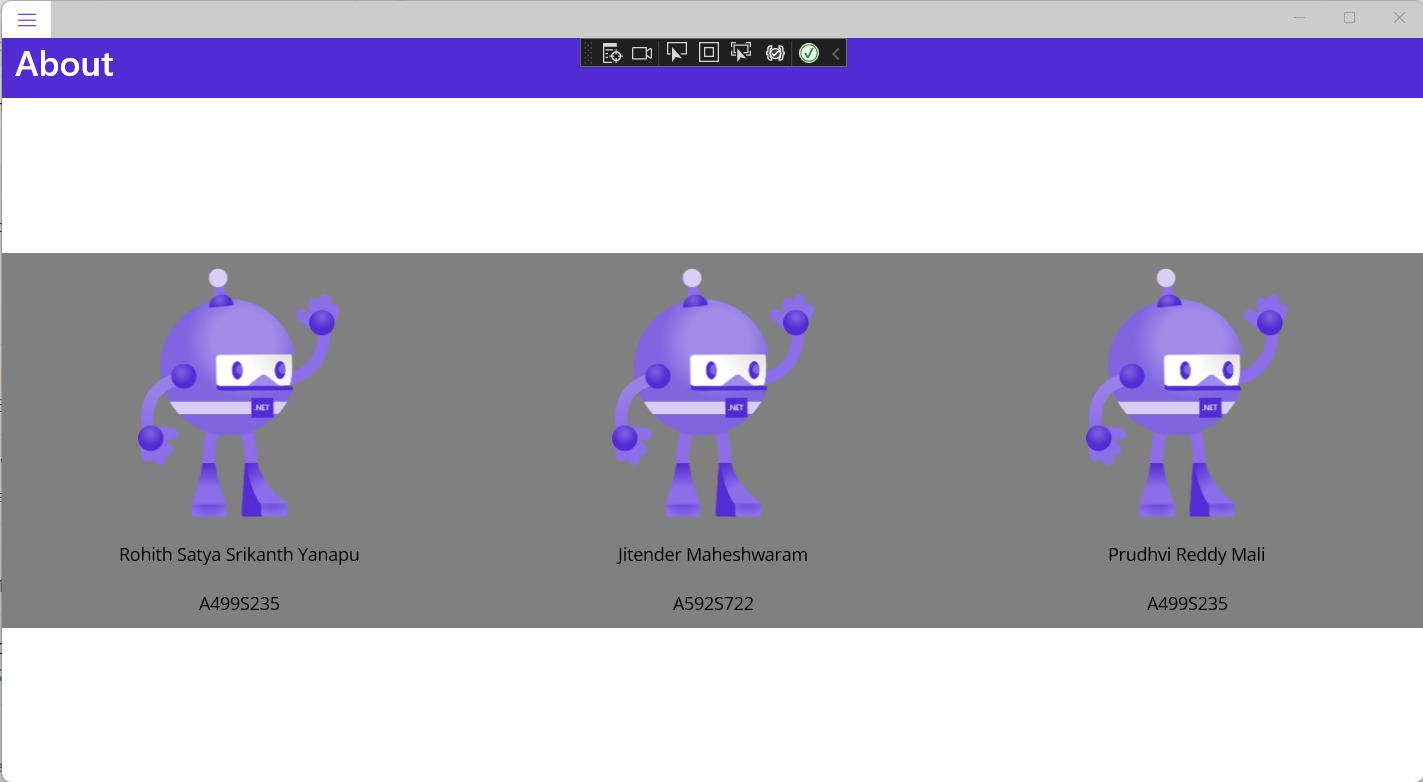 About
.NET
.NET
.NET
Rohith Satya Srikanth Yanapu
Jitender Maheshwaram
Prudhvi Reddy Mali
A499S235
A592S722
A499S235